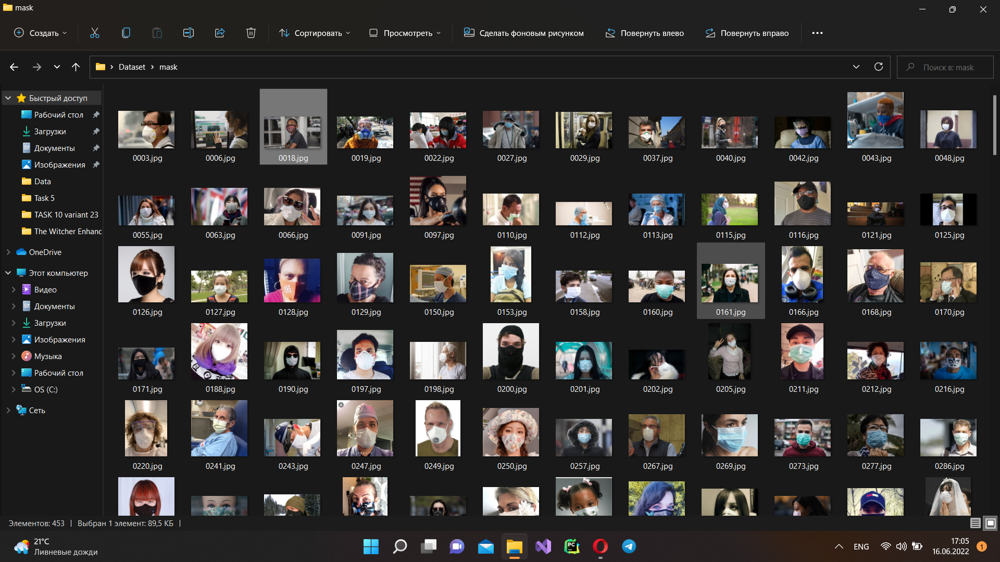 mask
Создать
Сортировать
Просмотреть
Сделать фоновым рисунком
Повернуть влево
Повернуть вправо
Dataset
mask
Поиск в: mask
Быстрый доступ
Рабочий стол
Загрузки
Документы
Изображения
Data
Task 5
TASK 10 variant 23
The Witcher Enhanc
OneDrive
Этот компьютер
Видео
Документы
Загрузки
Изображения
Музыка
Рабочий стол
OS (C:)
Сеть
0003.jpg 0006.jpg 0018.jpg 0019.jpg 0022.jpg 0027.jpg 0029.jpg 0037.jpg 0040.jpg 0042.jpg 0043.jpg 0048.jpg
0055.jpg 0063.jpg 0066.jpg 0091.jpg 0097.jpg 0110.jpg 0112.jpg 0113.jpg 0115.jpg 0116.jpg 0121.jpg 0125.jpg
0126.jpg 0127.jpg 0128.jpg 0129.jpg 0150.jpg 0153.jpg 0158.jpg 0160.jpg 0161.jpg 0166.jpg 0168.jpg 0170.jpg
0171.jpg 0188.jpg 0190.jpg 0197.jpg 0198.jpg 0200.jpg 0201.jpg 0202.jpg 0205.jpg 0211.jpg 0212.jpg 0216.jpg
0220.jpg 0241.jpg 0243.jpg 0247.jpg 0249.jpg 0250.jpg 0257.jpg 0267.jpg 0269.jpg 0273.jpg 0277.jpg 0286.jpg
Элементов: 453 Выбран 1 элемент: 89,5 КБ
21°C
Ливневые дожди
PC
ENG
17:05
16.06.2022
1